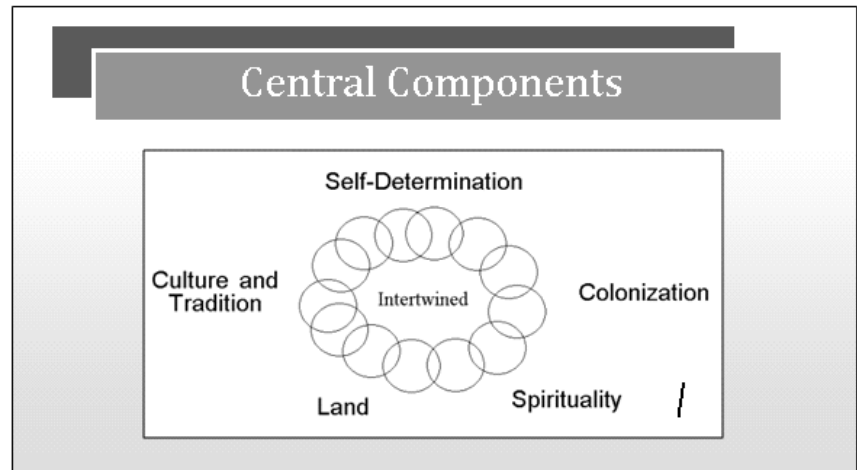 Central Components
Self-Determination
Culture and
Tradition
Intertwined
Colonization
Land
Spirituality